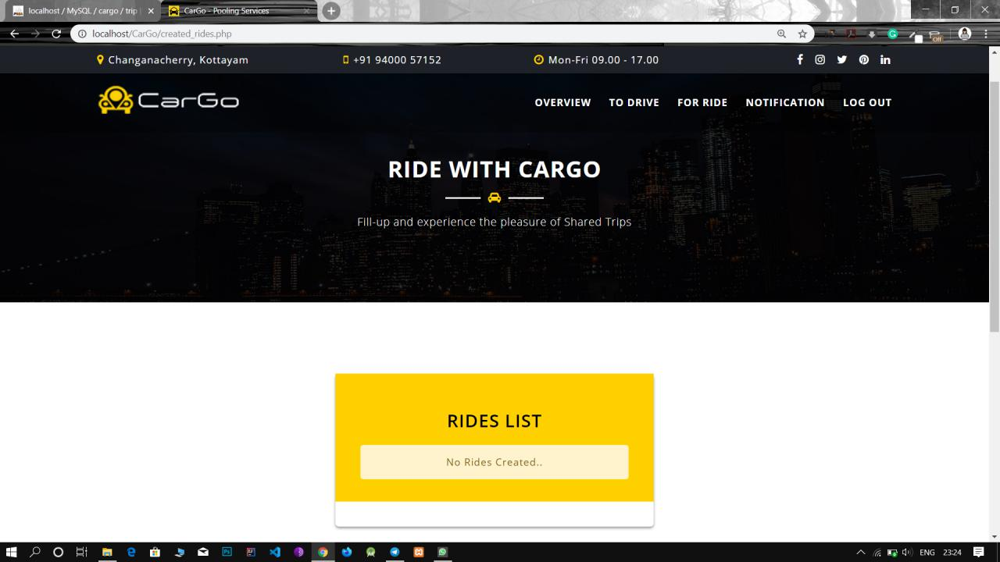 localhost / MySQL / cargo / trip
CarGo - Pooling Services
localhost/CarGo/created_rides.php
Off
Changanacherry, Kottayam
+91 94000 57152
Mon-Fri 09.00 - 17.00
CarGo
OVERVIEW
TO DRIVE
FOR RIDE
NOTIFICATION
LOG OUT
RIDE WITH CARGO
Fill-up and experience the pleasure of Shared Trips
RIDES LIST
No Rides Created..
ENG
23:24